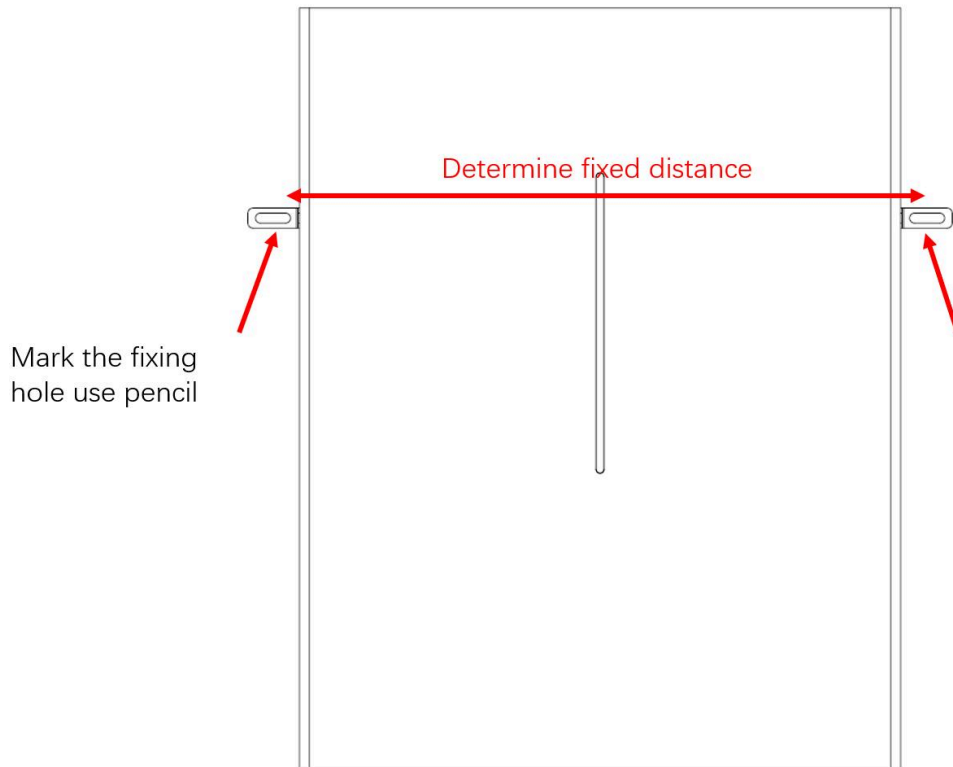 Determine fixed distance
Mark the fixing
hole use pencil